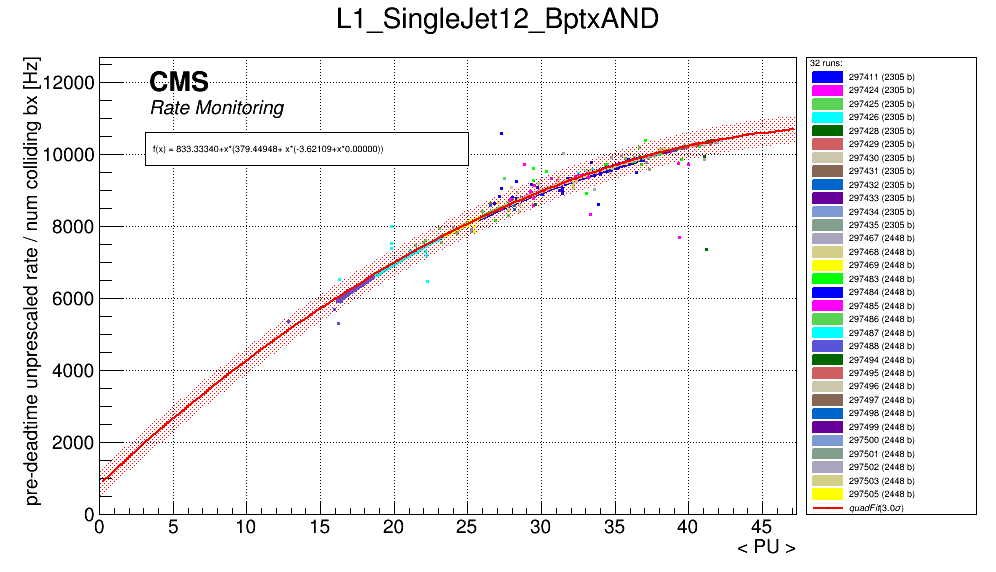 L1_SingleJet12_BptxAND
pre-deadtime unprescaled rate / num colliding bx [Hz]
CMS
Rate Monitoring
f(x) = 833.33340+x*(379.44948+ x*(-3.62109+x*0.00000))
12000
10000
8000
6000
4000
2000
0
0 5 10 15 20 25 30 35 40 45
< PU >
32 runs:
297411 (2305 b)
297424 (2305 b)
297425 (2305 b)
297426 (2305 b)
297428 (2305 b)
297429 (2305 b)
297430 (2305 b)
297431 (2305 b)
297432 (2305 b)
297433 (2305 b)
297434 (2305 b)
297435 (2305 b)
297467 (2448 b)
297468 (2448 b)
297469 (2448 b)
297483 (2448 b)
297484 (2448 b)
297485 (2448 b)
297486 (2448 b)
297487 (2448 b)
297488 (2448 b)
297494 (2448 b)
297495 (2448 b)
297496 (2448 b)
297497 (2448 b)
297498 (2448 b)
297499 (2448 b)
297500 (2448 b)
297501 (2448 b)
297502 (2448 b)
297503 (2448 b)
297505 (2448 b)
quadFit(3.0σ)